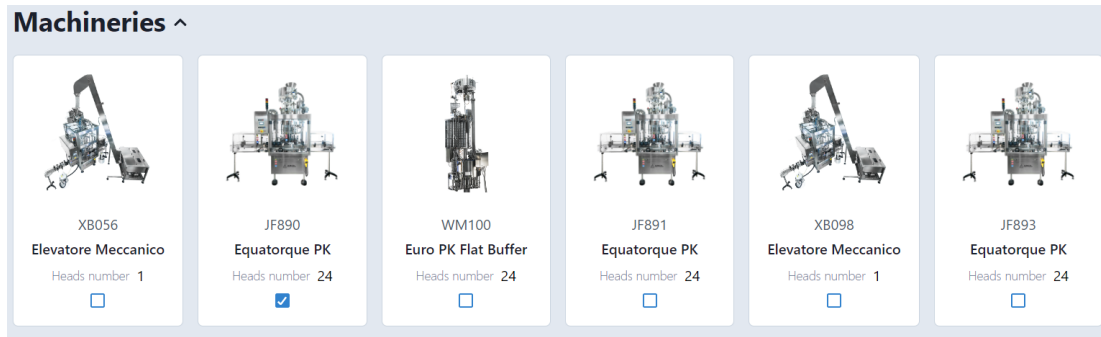 Machineries
XB056
Elevatore Meccanico
Heads number 1
JF890
Equatorque PK
Heads number 24
WM100
Euro PK Flat Buffer
Heads number 24
JF891
Equatorque PK
Heads number 24
XB098
Elevatore Meccanico
Heads number 1
JF893
Equatorque PK
Heads number 24